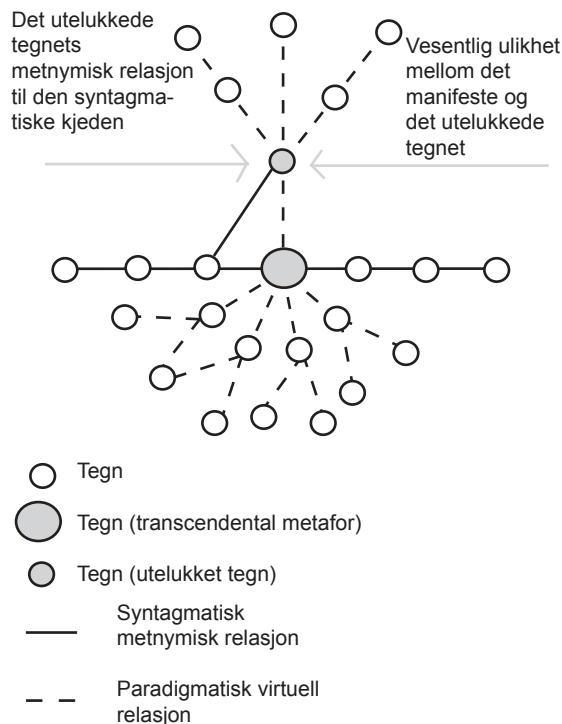 Det utelukkede
tegnets
metnymisk relasjon
til den syntagma-
tiske kjeden
Vesentlig ulikhet
mellom det
manifeste og
det utelukkede
tegnet
Tegn
Tegn (transcendental metafor)
Tegn (utelukket tegn)
Syntagmatisk
metnymisk relasjon
Paradigmatisk virtuell
relasjon